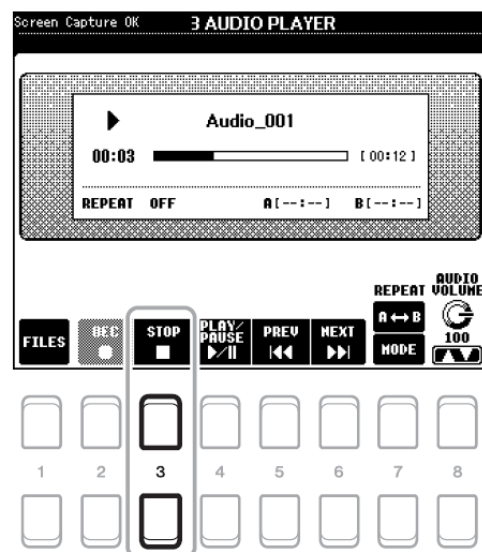 Screen Capture OK 3 AUDIO PLAYER
Audio_001
00:03 [ 00:12 ]
REPEAT OFF A[--:--] B[--:--]
REPEAT AUDIO VOLUME
FILES REC STOP PLAY/PAUSE PREV NEXT A↔B MODE 100
1 2 3 4 5 6 7 8